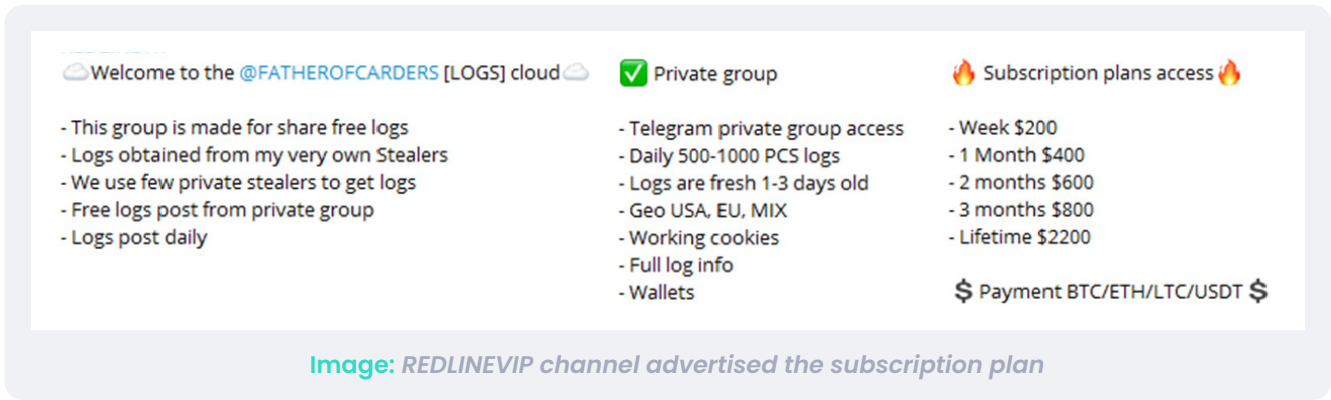 Welcome to the @FATHEROFCARDERS [LOGS] cloud
- This group is made for share free logs
- Logs obtained from my very own Stealers
- We use few private stealers to get logs
- Free logs post from private group
- Logs post daily
Private group
- Telegram private group access
- Daily 500-1000 PCS logs
- Logs are fresh 1-3 days old
- Geo USA, EU, MIX
- Working cookies
- Full log info
- Wallets
Subscription plans access
- Week $200
- 1 Month $400
- 2 months $600
- 3 months $800
- Lifetime $2200
$ Payment BTC/ETH/LTC/USDT $
Image: REDLINEVIP channel advertised the subscription plan